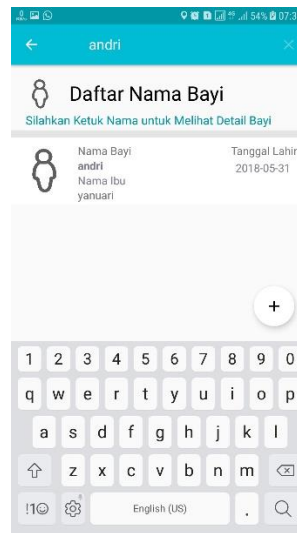 54% 07:3
andri
Daftar Nama Bayi
Silahkan Ketuk Nama untuk Melihat Detail Bayi
Nama Bayi Tanggal Lahir
andri 2018-05-31
Nama Ibu
yanuari
+
1 2 3 4 5 6 7 8 9 0
q w e r t y u i o p
a s d f g h j k l
z x c v b n m
!1☺ English (US) .